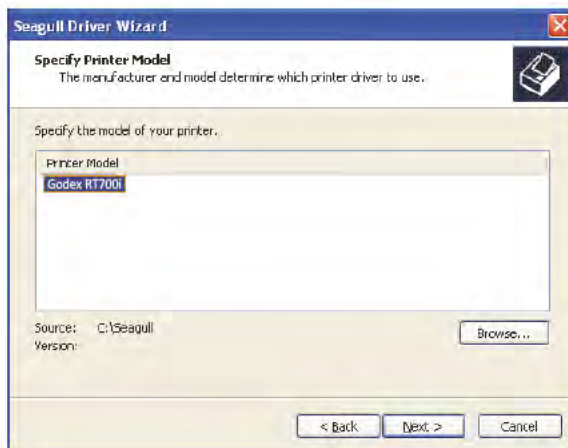 Seagull Driver Wizard
Specify Printer Model
The manufacturer and model determine which printer driver to use.
Specify the model of your printer.
Printer Model
Godex RT700i
Source: C:\Seagull
Version:
Browse...
< Back Next > Cancel